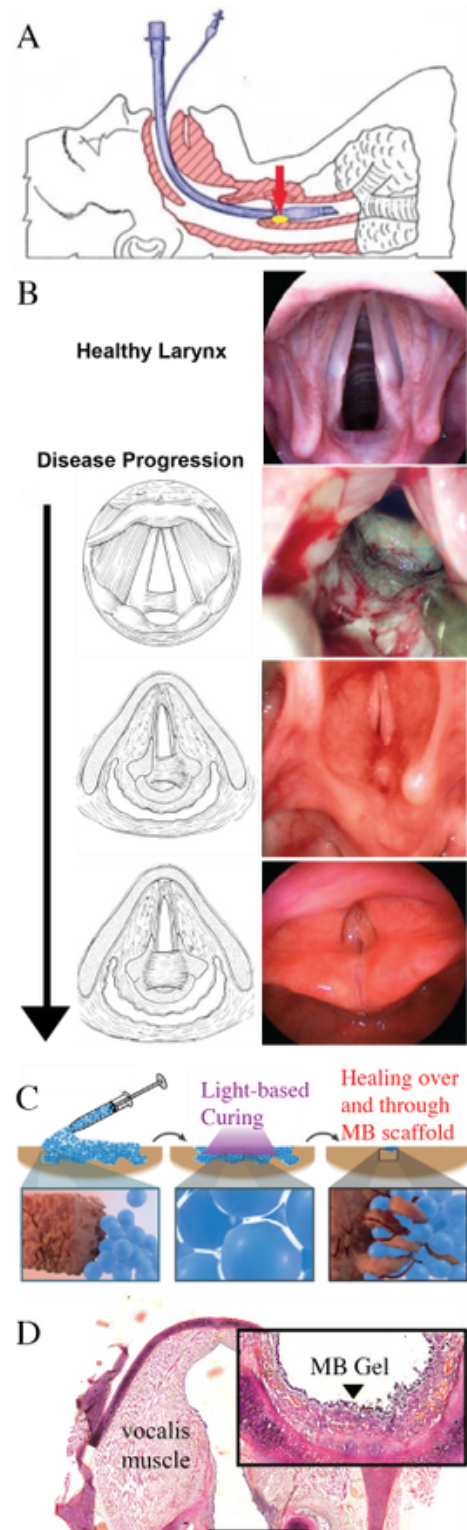 A
B
Healthy Larynx
Disease Progression
C
Light-based
Curing
Healing over
and through
MB scaffold
D
MB Gel
vocalis
muscle